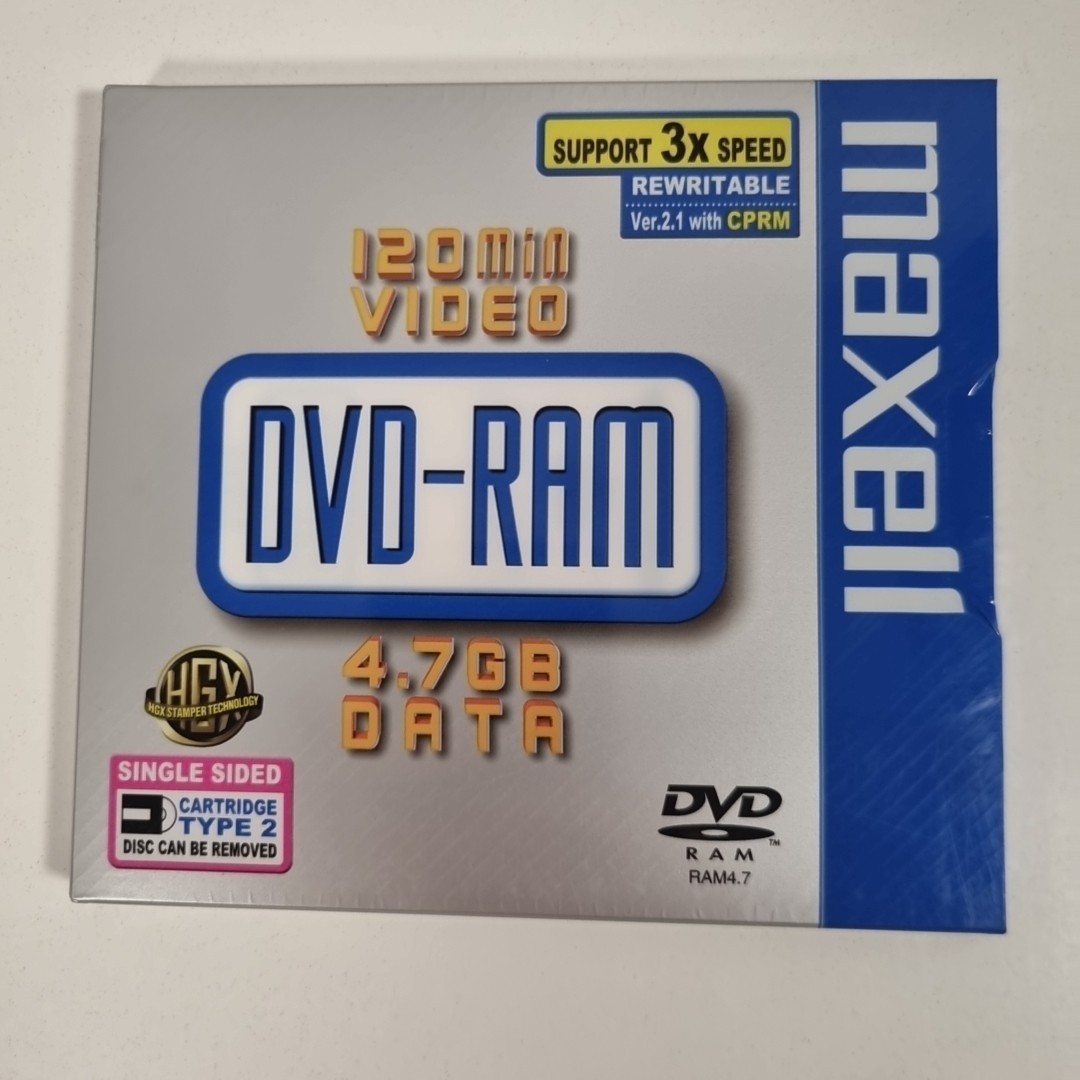 SUPPORT 3X SPEED
REWRITABLE
Ver.2.1 with CPRM
maxell
120min
VIDEO
DVD-RAM
4.7GB
DATA
HGX
HGX STAMPER TECHNOLOGY
SINGLE SIDED
CARTRIDGE
TYPE 2
DISC CAN BE REMOVED
DVD
™
RAM
RAM4.7